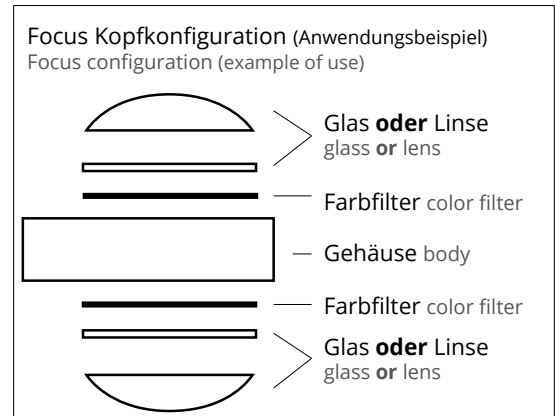 Focus Kopfkonfiguration (Anwendungsbeispiel)
Focus configuration (example of use)
Glas oder Linse
glass or lens
Farbfilter color filter
Gehäuse body
Farbfilter color filter
Glas oder Linse
glass or lens